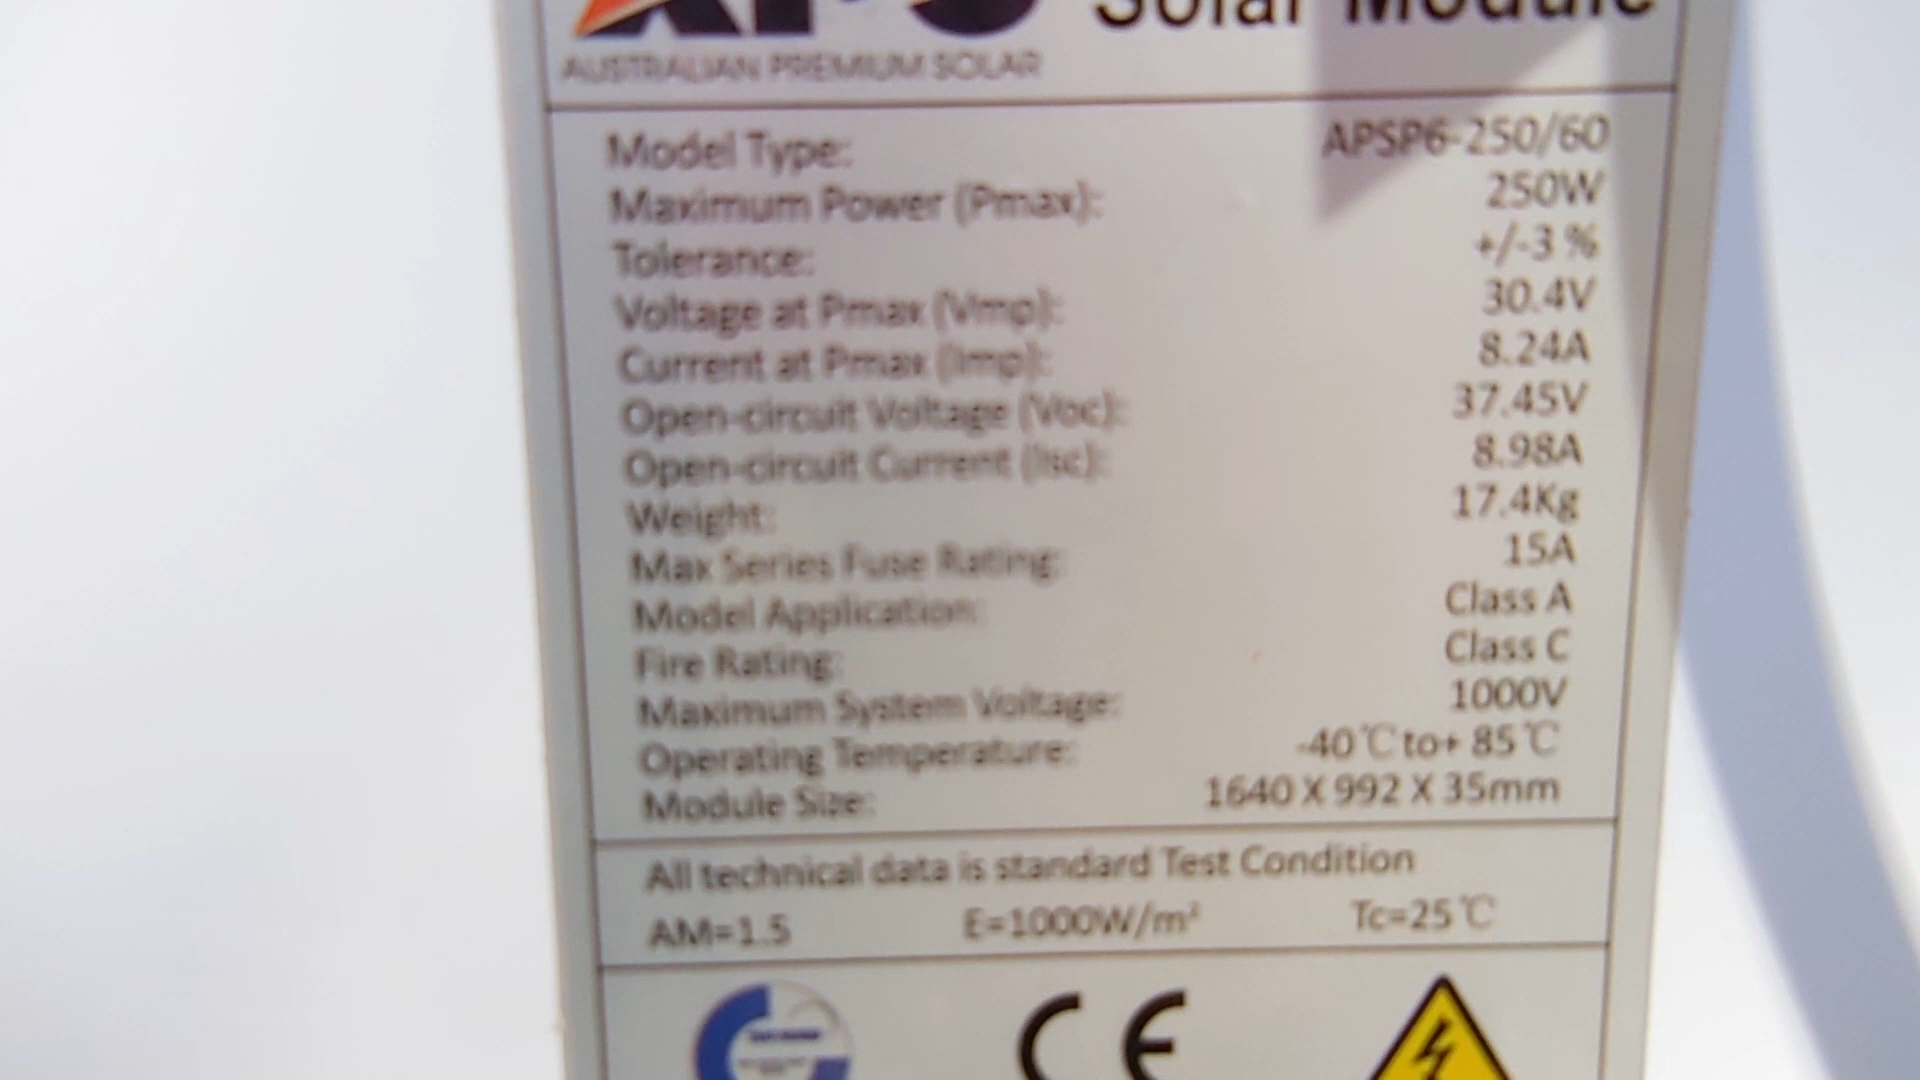 APS Solar Module
AUSTRALIAN PREMIUM SOLAR
Model Type: APSP6-250/60
Maximum Power (Pmax): 250W
Tolerance: +/-3 %
Voltage at Pmax (Vmp): 30.4V
Current at Pmax (Imp): 8.24A
Open-circuit Voltage (Voc): 37.45V
Open-circuit Current (Isc): 8.98A
Weight: 17.4Kg
Max Series Fuse Rating: 15A
Model Application: Class A
Fire Rating: Class C
Maximum System Voltage: 1000V
Operating Temperature: -40℃ to+ 85℃
Module Size: 1640 X 992 X 35mm
All technical data is standard Test Condition
AM=1.5 E=1000W/m² Tc=25℃
CE